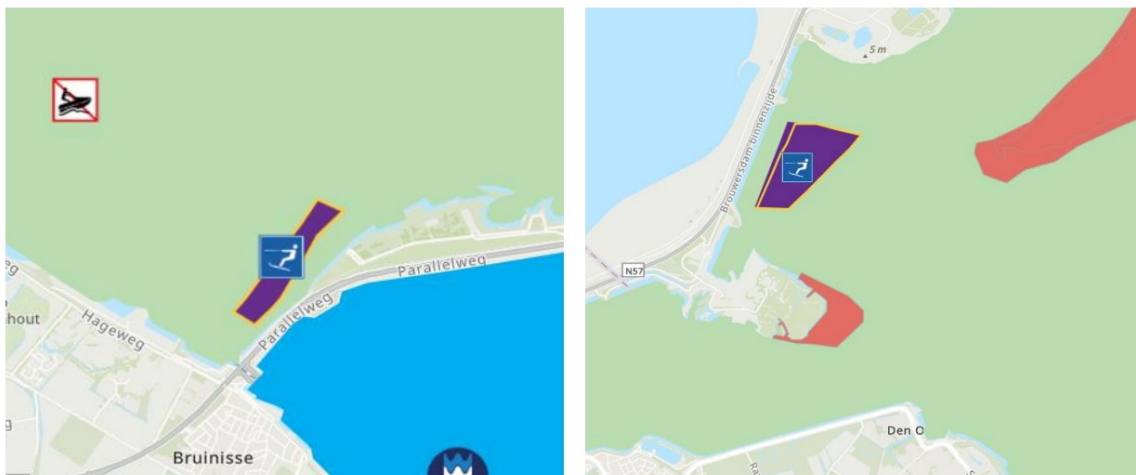 Hageweg
hout
Parallelweg
Parallelweg
Bruinisse
5 m
Brouwersdam binnenzijde
N57
Den O